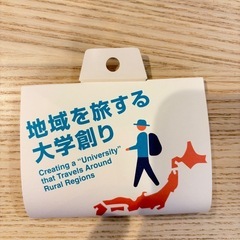 地域を旅する
大学創り
Creating a “University”
that Travels Around
Rural Regions